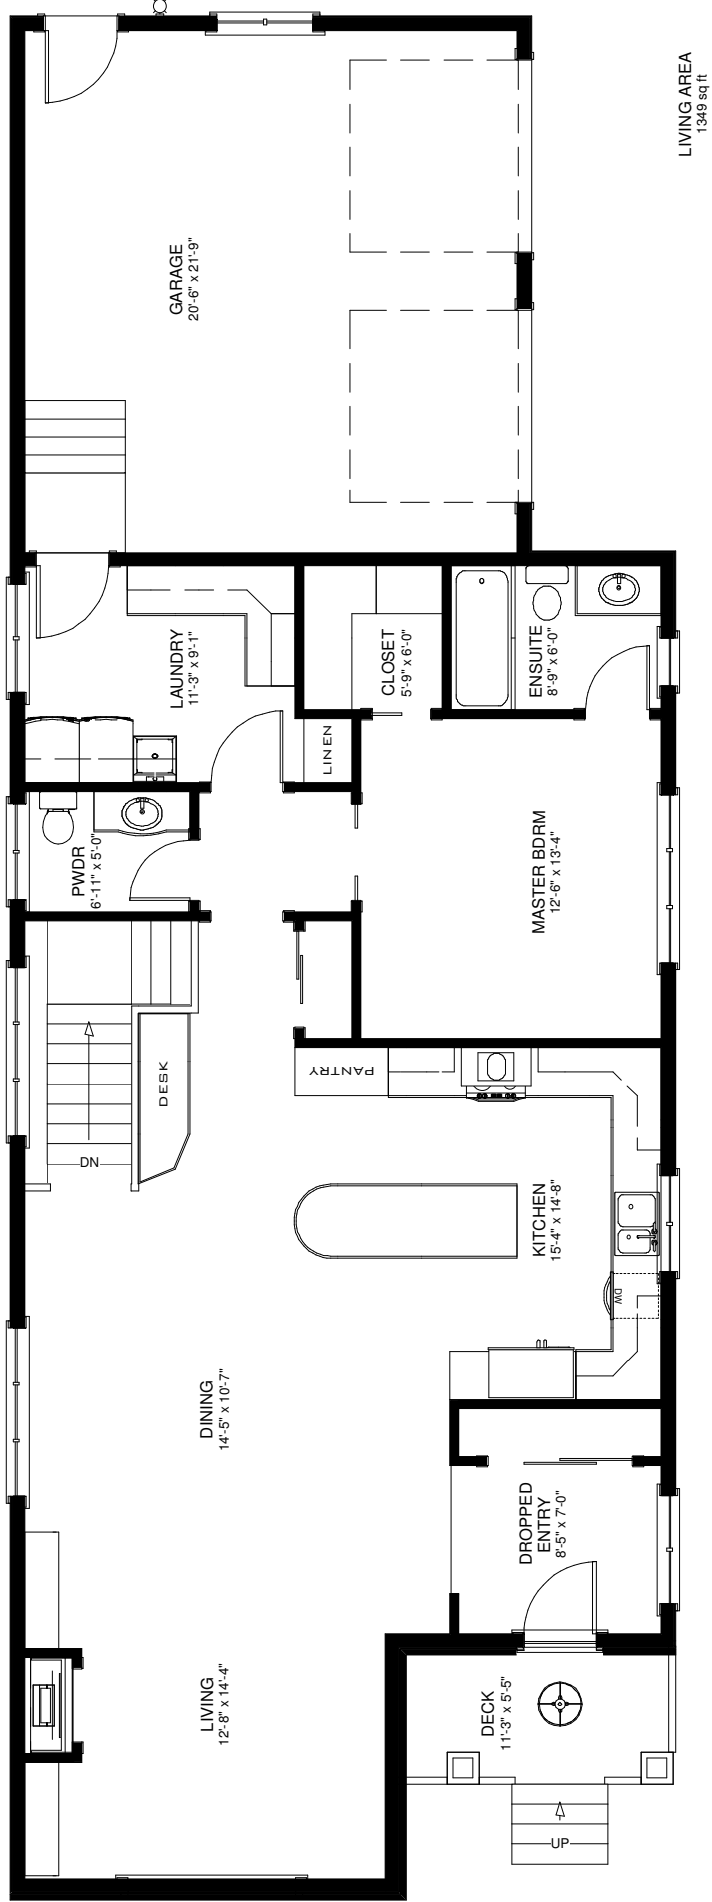 LIVING AREA
1349 sq ft
GARAGE
20'-6" x 21'-9"
LAUNDRY
11'-3" x 9'-1"
CLOSET
5'-9" x 6'-0"
ENSUITE
8'-9" x 6'-0"
LINEN
PWDR
6'-11" x 5'-0"
MASTER BDRM
12'-6" x 13'-4"
DESK
PANTRY
DN
KITCHEN
15'-4" x 14'-8"
DW
DINING
14'-5" x 10'-7"
DROPPED
ENTRY
8'-5" x 7'-0"
LIVING
12'-8" x 14'-4"
DECK
11'-3" x 5'-5"
UP